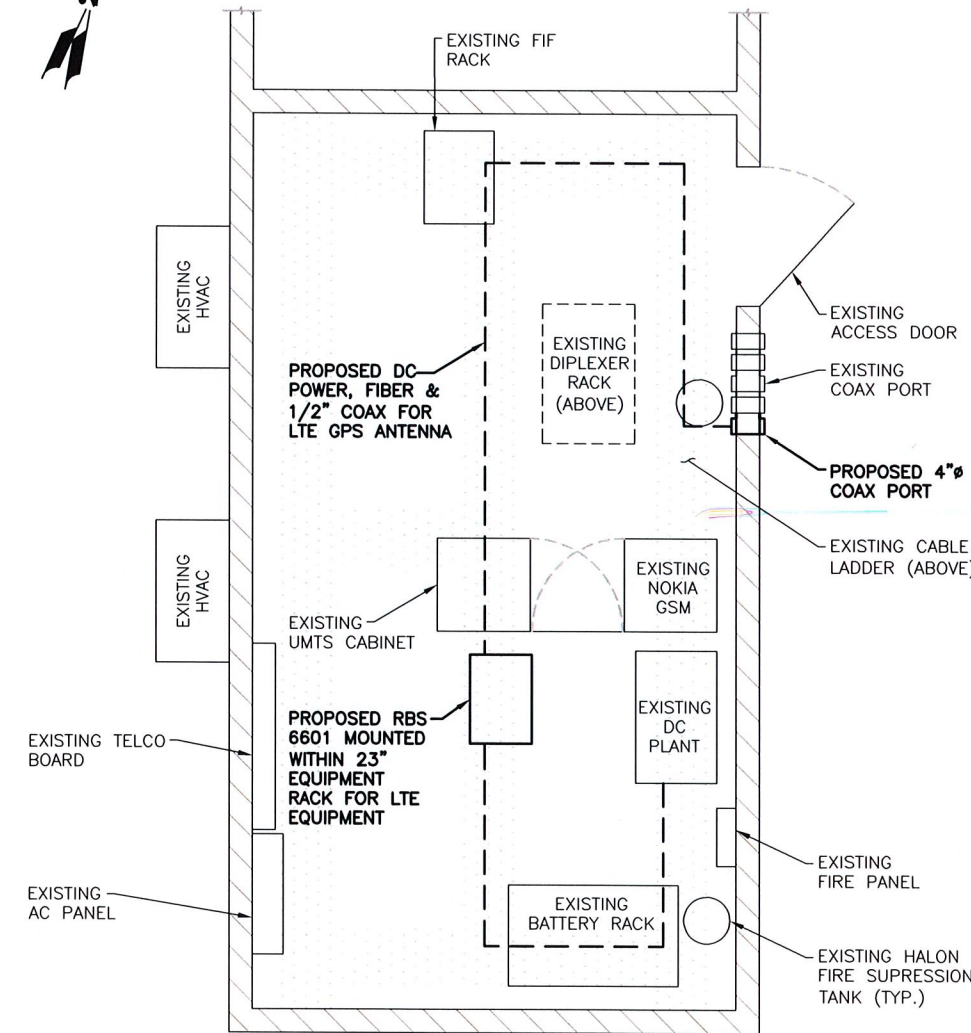 EXISTING FIF
RACK
EXISTING
HVAC
EXISTING
ACCESS DOOR
EXISTING
DIPLEXER
RACK
(ABOVE)
EXISTING
COAX PORT
PROPOSED DC
POWER, FIBER &
1/2" COAX FOR
LTE GPS ANTENNA
PROPOSED 4"ø
COAX PORT
EXISTING CABLE
LADDER (ABOVE)
EXISTING
HVAC
EXISTING
NOKIA
GSM
EXISTING
UMTS CABINET
EXISTING
DC
PLANT
PROPOSED RBS
6601 MOUNTED
WITHIN 23"
EQUIPMENT
RACK FOR LTE
EQUIPMENT
EXISTING TELCO
BOARD
EXISTING
FIRE PANEL
EXISTING
AC PANEL
EXISTING
BATTERY RACK
EXISTING HALON
FIRE SUPRESSION
TANK (TYP.)